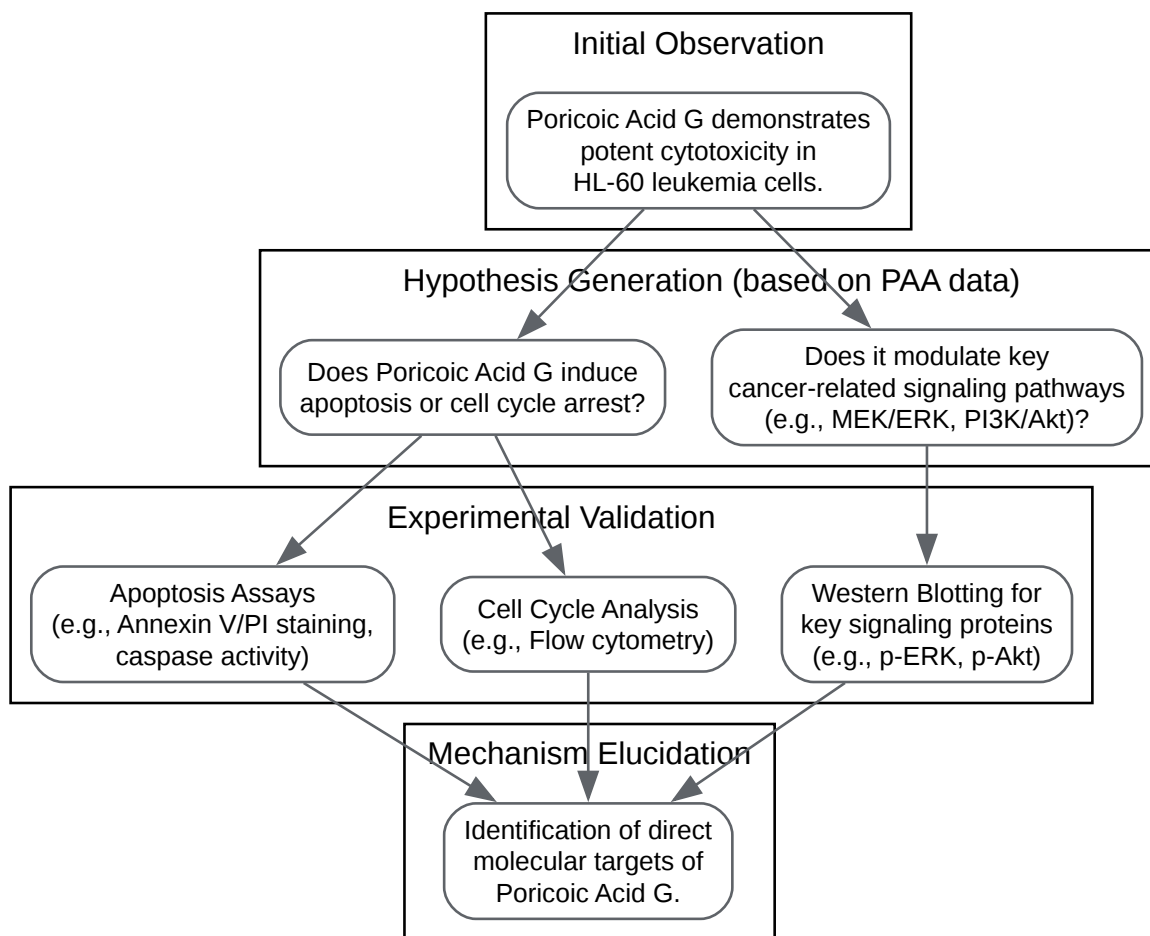 Initial Observation
Poricoic Acid G demonstrates
potent cytotoxicity in
HL-60 leukemia cells.
Hypothesis Generation (based on PAA data)
Does Poricoic Acid G induce
apoptosis or cell cycle arrest?
Does it modulate key
cancer-related signaling pathways
(e.g., MEK/ERK, PI3K/Akt)?
Experimental Validation
Apoptosis Assays
(e.g., Annexin V/PI staining,
caspase activity)
Cell Cycle Analysis
(e.g., Flow cytometry)
Western Blotting for
key signaling proteins
(e.g., p-ERK, p-Akt)
Mechanism Elucidation
Identification of direct
molecular targets of
Poricoic Acid G.